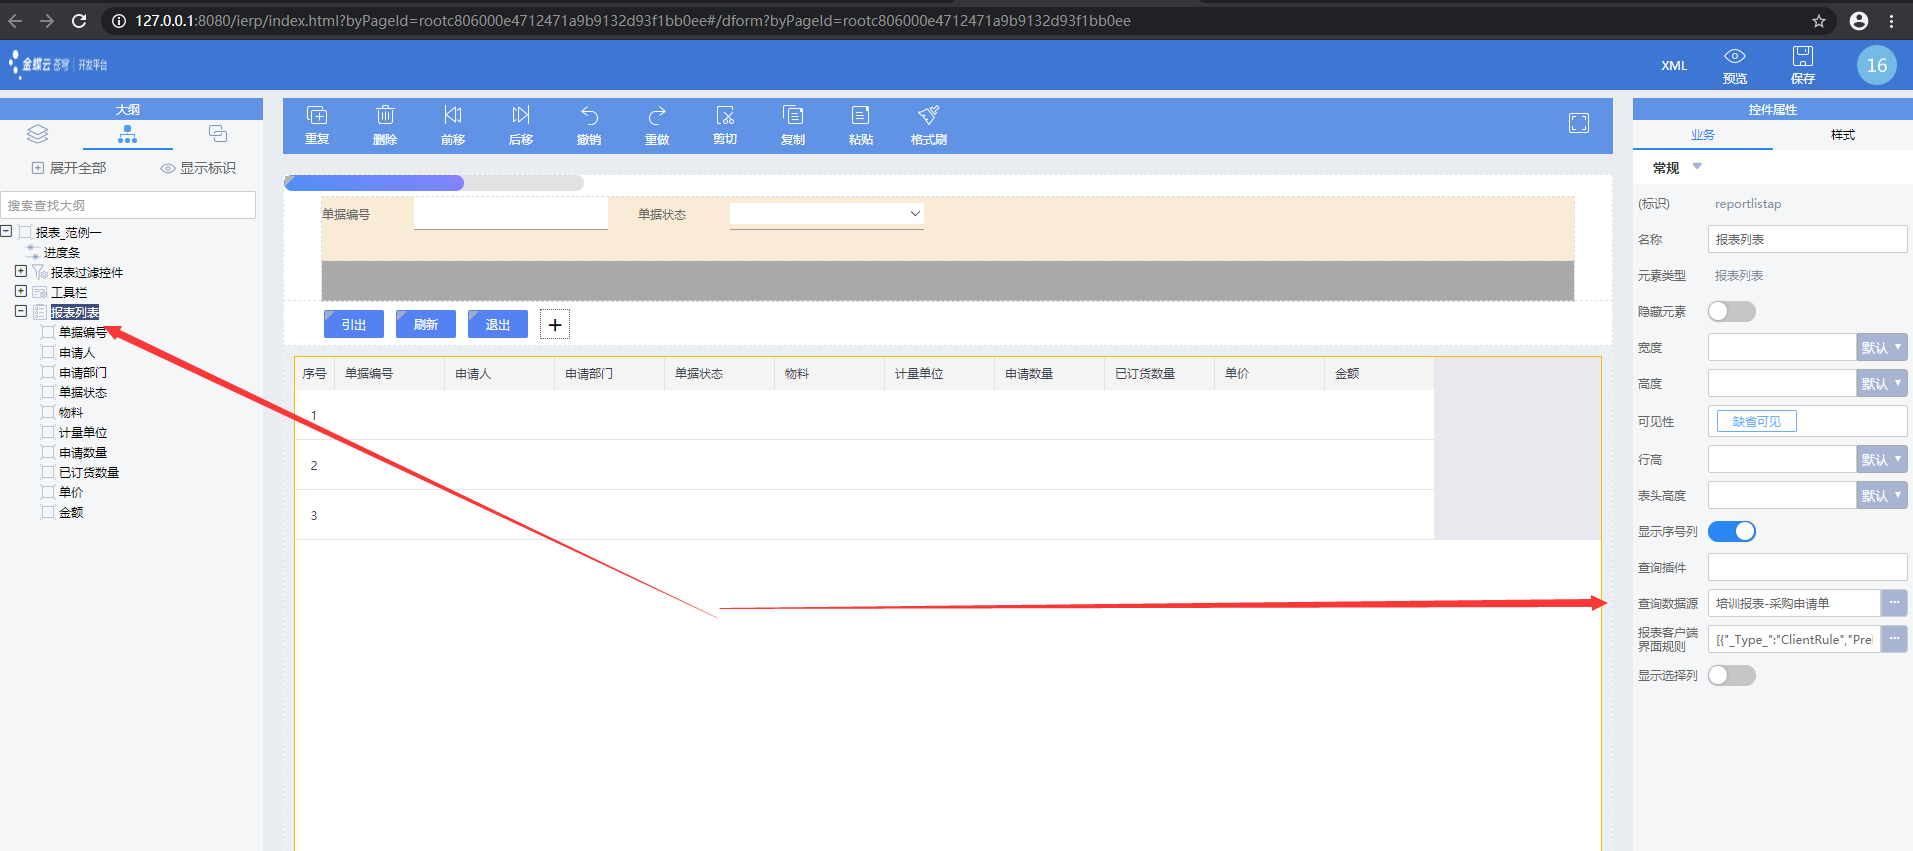 127.0.0.1:8080/ierp/index.html?byPageId=rootc806000e4712471a9b9132d93f1bb0ee#/dform?byPageId=rootc806000e4712471a9b9132d93f1bb0ee
金蝶云 苍穹 | 开发平台
XML
预览
保存
16
大纲
展开全部
显示标识
搜索查找大纲
报表_范例一
进度条
报表过滤控件
工具栏
报表列表
单据编号
申请人
申请部门
单据状态
物料
计量单位
申请数量
已订货数量
单价
金额
重复
删除
前移
后移
撤销
重做
剪切
复制
粘贴
格式刷
单据编号
单据状态
引出
刷新
退出
+
序号 单据编号 申请人 申请部门 单据状态 物料 计量单位 申请数量 已订货数量 单价 金额
1
2
3
控件属性
业务
样式
常规
(标识) reportlistap
名称 报表列表
元素类型 报表列表
隐藏元素
宽度 默认
高度 默认
可见性 缺省可见
行高 默认
表头高度 默认
显示序号列
查询插件
查询数据源 培训报表-采购申请单 ...
报表客户端
界面规则 [{"_Type_":"ClientRule","Prel ...
显示选择列